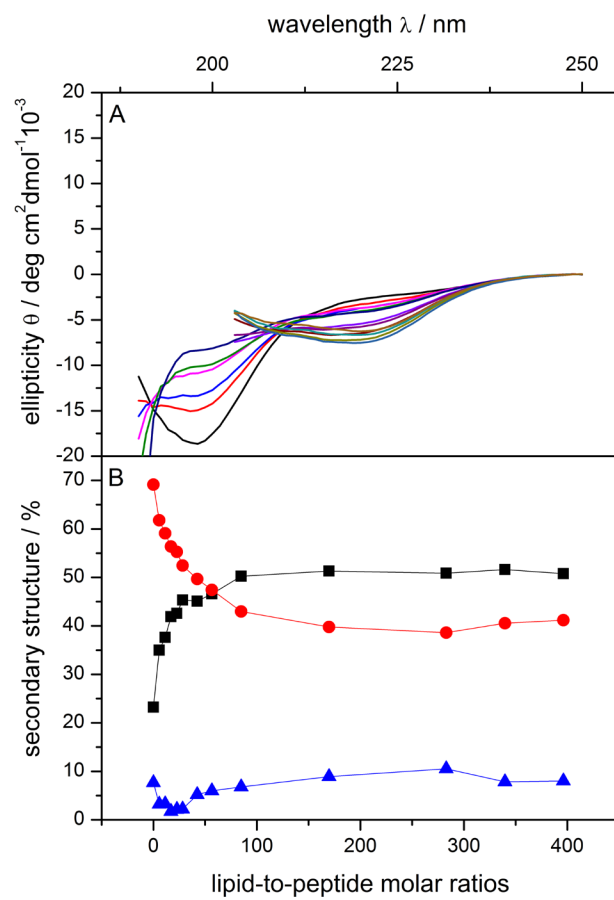 wavelength λ / nm
200 225 250
A
20
15
10
5
0
-5
-10
-15
-20
ellipticity θ / deg cm²dmol⁻¹10⁻³
B
70
60
50
40
30
20
10
0
secondary structure / %
0 100 200 300 400
lipid-to-peptide molar ratios